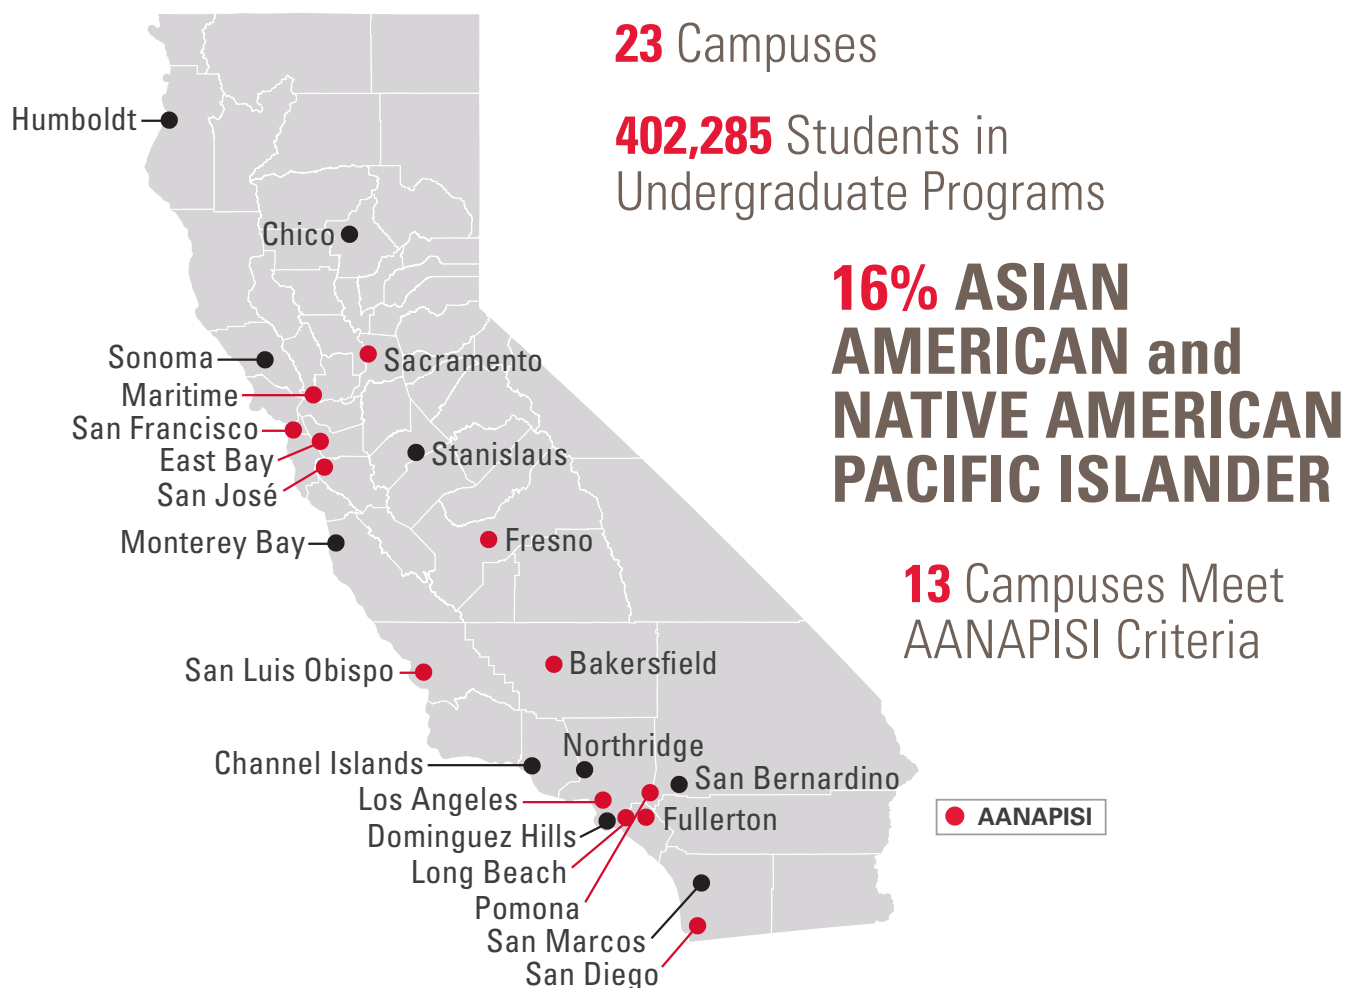 23 Campuses
402,285 Students in
Undergraduate Programs
16% ASIAN
AMERICAN and
NATIVE AMERICAN
PACIFIC ISLANDER
13 Campuses Meet
AANAPISI Criteria
Humboldt
Chico
Sonoma
Sacramento
Maritime
San Francisco
East Bay
Stanislaus
San José
Monterey Bay
Fresno
San Luis Obispo
Bakersfield
Northridge
Channel Islands
San Bernardino
Los Angeles
Fullerton
Dominguez Hills
Long Beach
Pomona
San Marcos
San Diego
AANAPISI